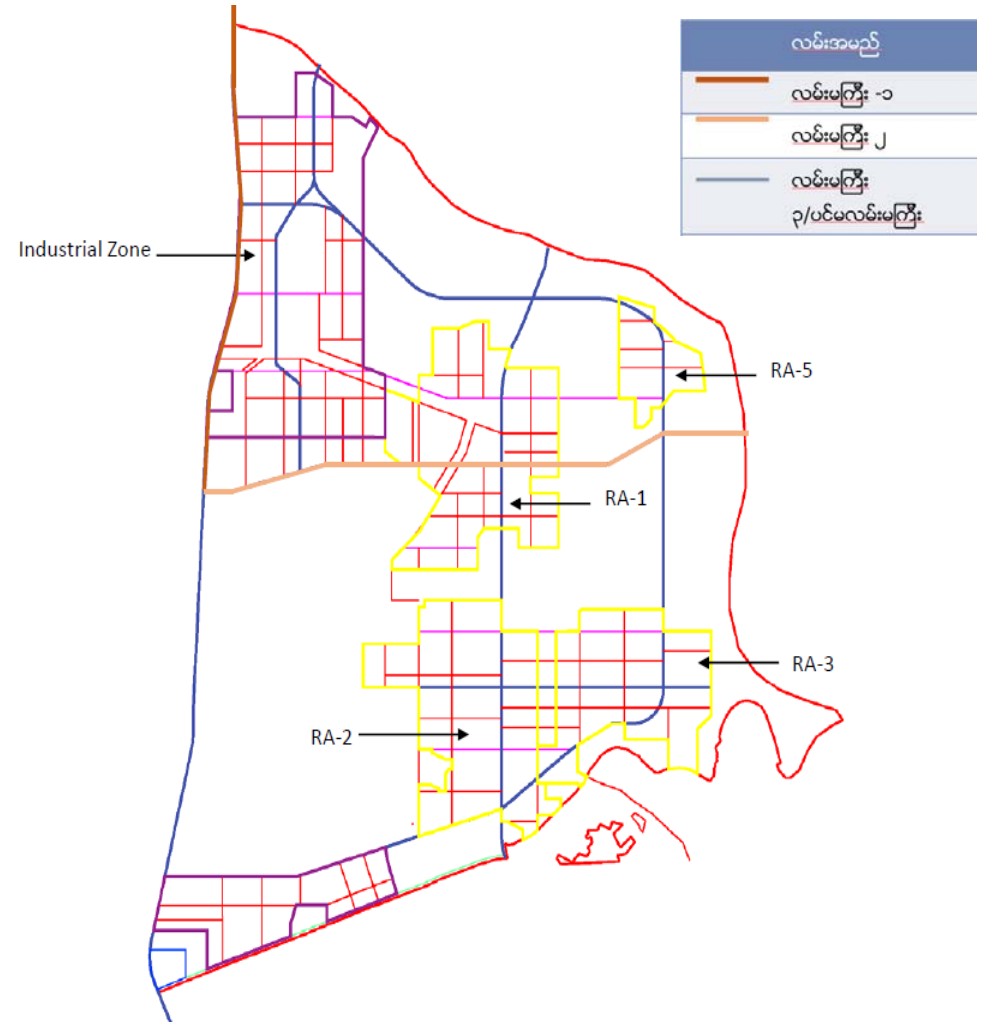 လမ်းအမည်
လမ်းမကြီး -၁
လမ်းမကြီး ၂
လမ်းမကြီး
၃/ပင်မလမ်းမကြီး
Industrial Zone
RA-5
RA-1
RA-3
RA-2